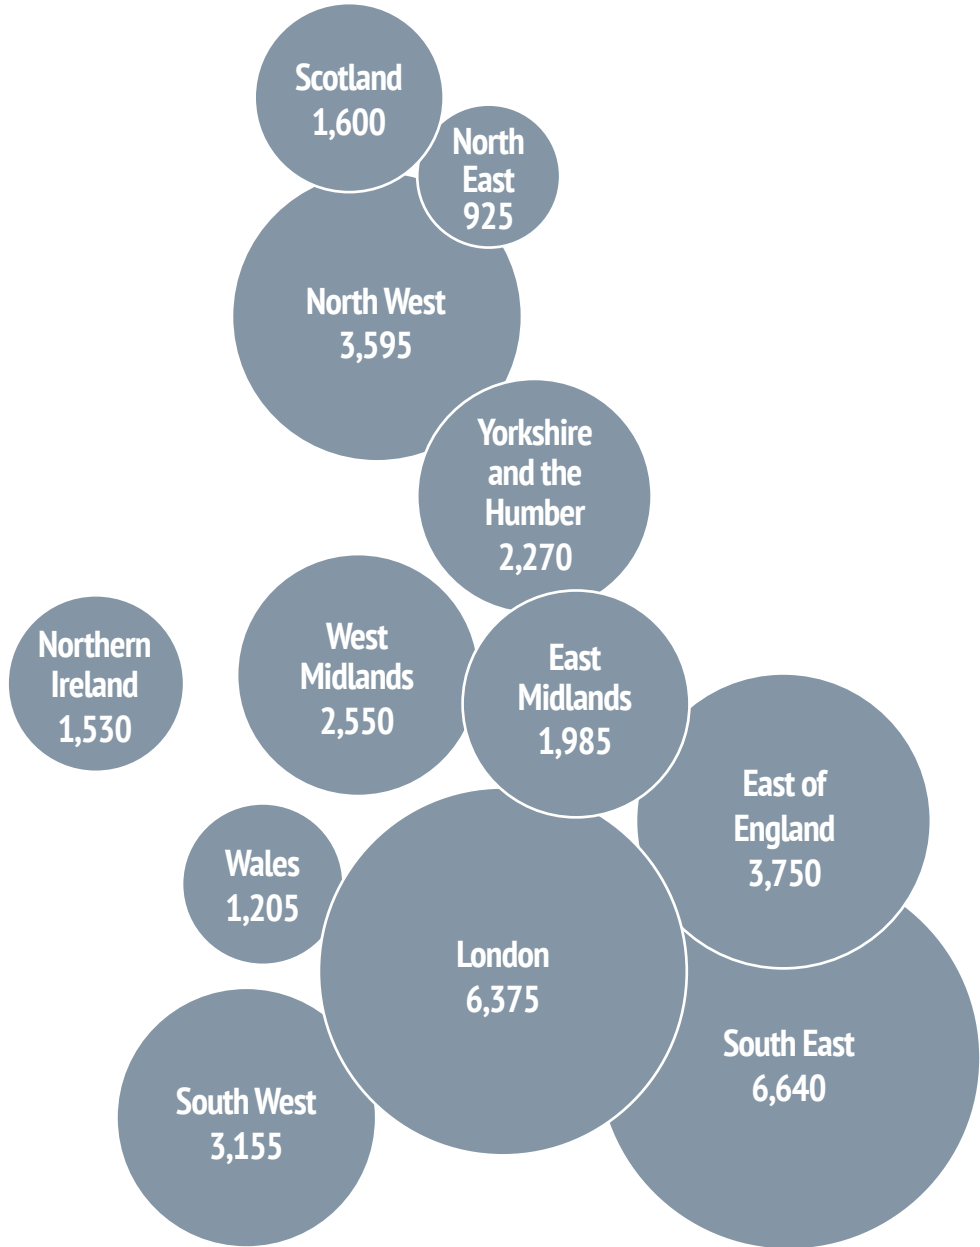 Scotland
1,600
North
East
925
North West
3,595
Yorkshire
and the
Humber
2,270
Northern
Ireland
1,530
West
Midlands
2,550
East
Midlands
1,985
East of
England
3,750
Wales
1,205
London
6,375
South East
6,640
South West
3,155